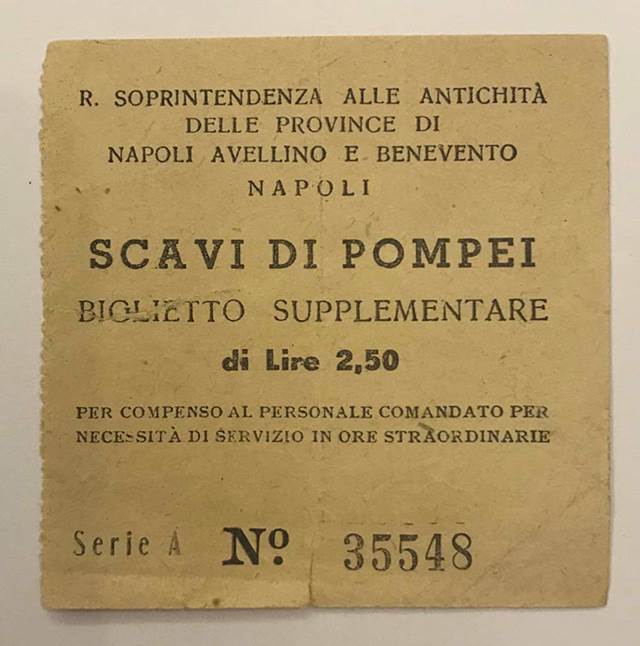 R. SOPRINTENDENZA ALLE ANTICHITÀ
DELLE PROVINCE DI
NAPOLI AVELLINO E BENEVENTO
NAPOLI
SCAVI DI POMPEI
BIGLIETTO SUPPLEMENTARE
di Lire 2,50
PER COMPENSO AL PERSONALE COMANDATO PER
NECESSITÀ DI SERVIZIO IN ORE STRAORDINARIE
Serie A Nº 35548